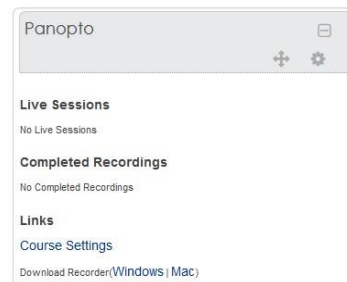 Panopto
Live Sessions
No Live Sessions
Completed Recordings
No Completed Recordings
Links
Course Settings
Download Recorder(Windows | Mac)